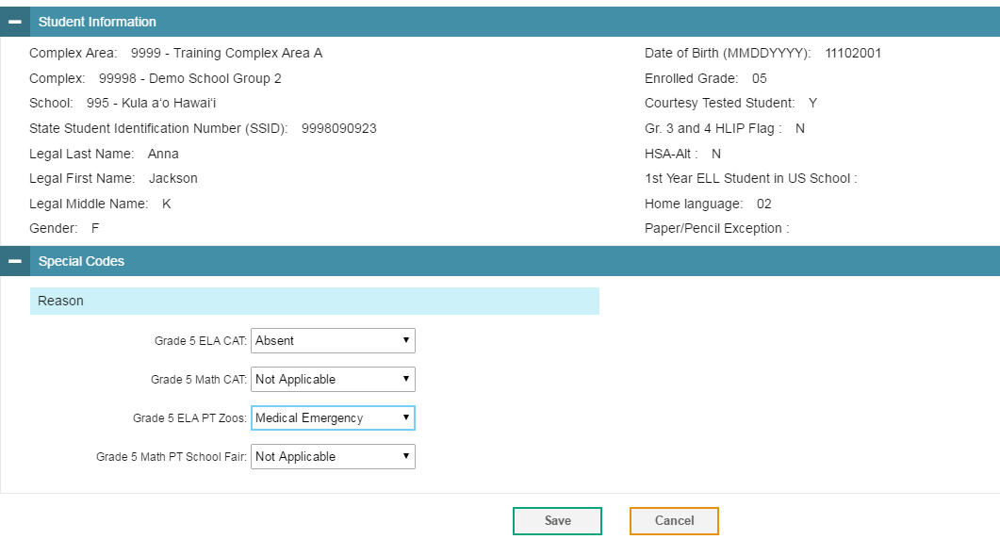 Student Information
Complex Area: 9999 - Training Complex Area A
Complex: 99998 - Demo School Group 2
School: 995 - Kula aʻo Hawaiʻi
State Student Identification Number (SSID): 9998090923
Legal Last Name: Anna
Legal First Name: Jackson
Legal Middle Name: K
Gender: F
Date of Birth (MMDDYYYY): 11102001
Enrolled Grade: 05
Courtesy Tested Student: Y
Gr. 3 and 4 HLIP Flag : N
HSA-Alt : N
1st Year ELL Student in US School :
Home language: 02
Paper/Pencil Exception :
Special Codes
Reason
Grade 5 ELA CAT: Absent
Grade 5 Math CAT: Not Applicable
Grade 5 ELA PT Zoos: Medical Emergency
Grade 5 Math PT School Fair: Not Applicable
Save Cancel